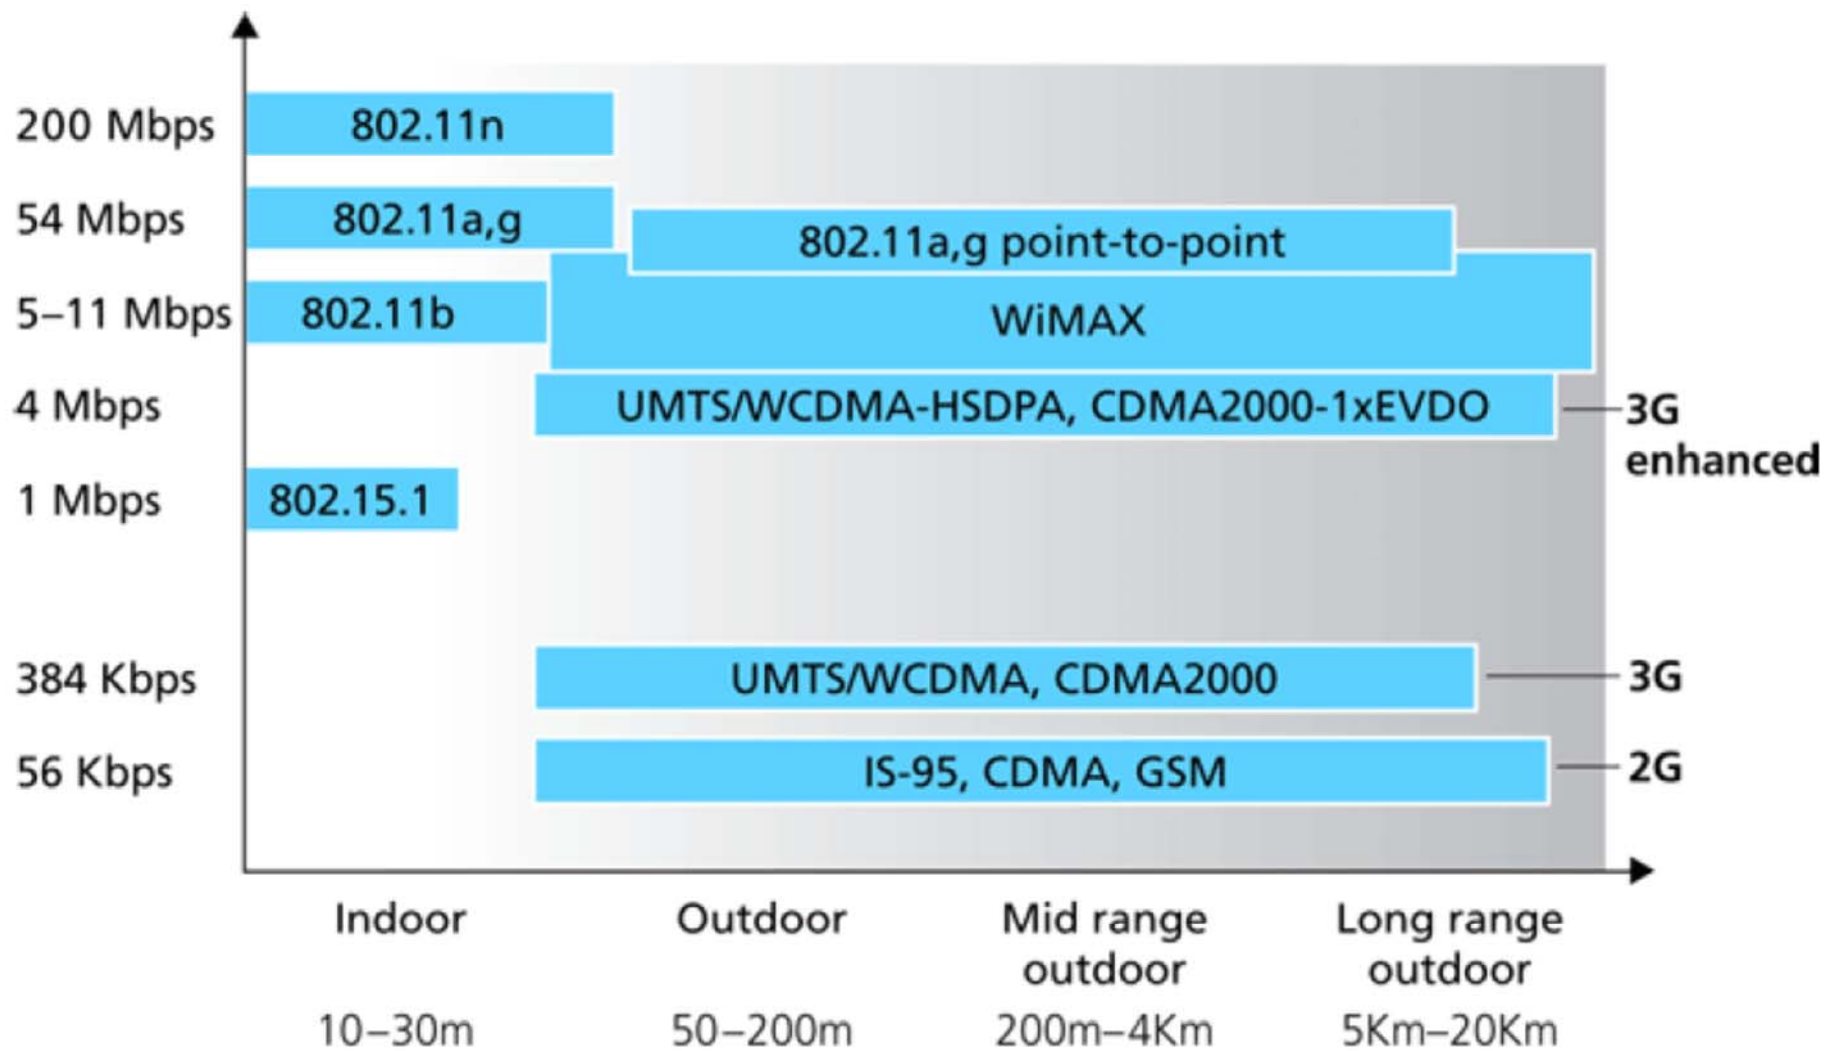 200 Mbps
802.11n
54 Mbps
802.11a,g
802.11a,g point-to-point
5–11 Mbps
802.11b
WiMAX
4 Mbps
UMTS/WCDMA-HSDPA, CDMA2000-1xEVDO
3G
enhanced
1 Mbps
802.15.1
384 Kbps
UMTS/WCDMA, CDMA2000
3G
56 Kbps
IS-95, CDMA, GSM
2G
Indoor
Outdoor
Mid range
outdoor
Long range
outdoor
10–30m
50–200m
200m–4Km
5Km–20Km